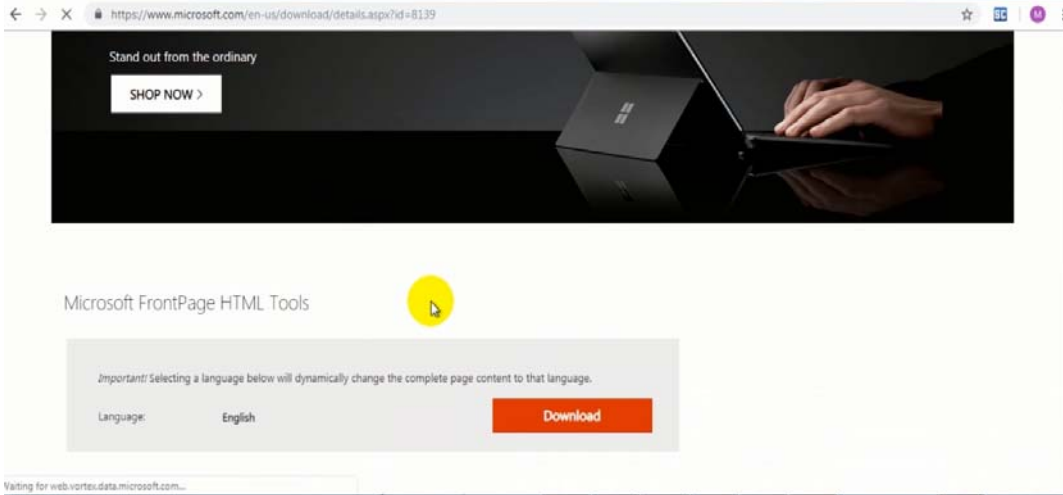 https://www.microsoft.com/en-us/download/details.aspx?id=8139
SC
M
Stand out from the ordinary
SHOP NOW >
Microsoft FrontPage HTML Tools
Important! Selecting a language below will dynamically change the complete page content to that language.
Language: English Download
Waiting for web.vortex.data.microsoft.com...